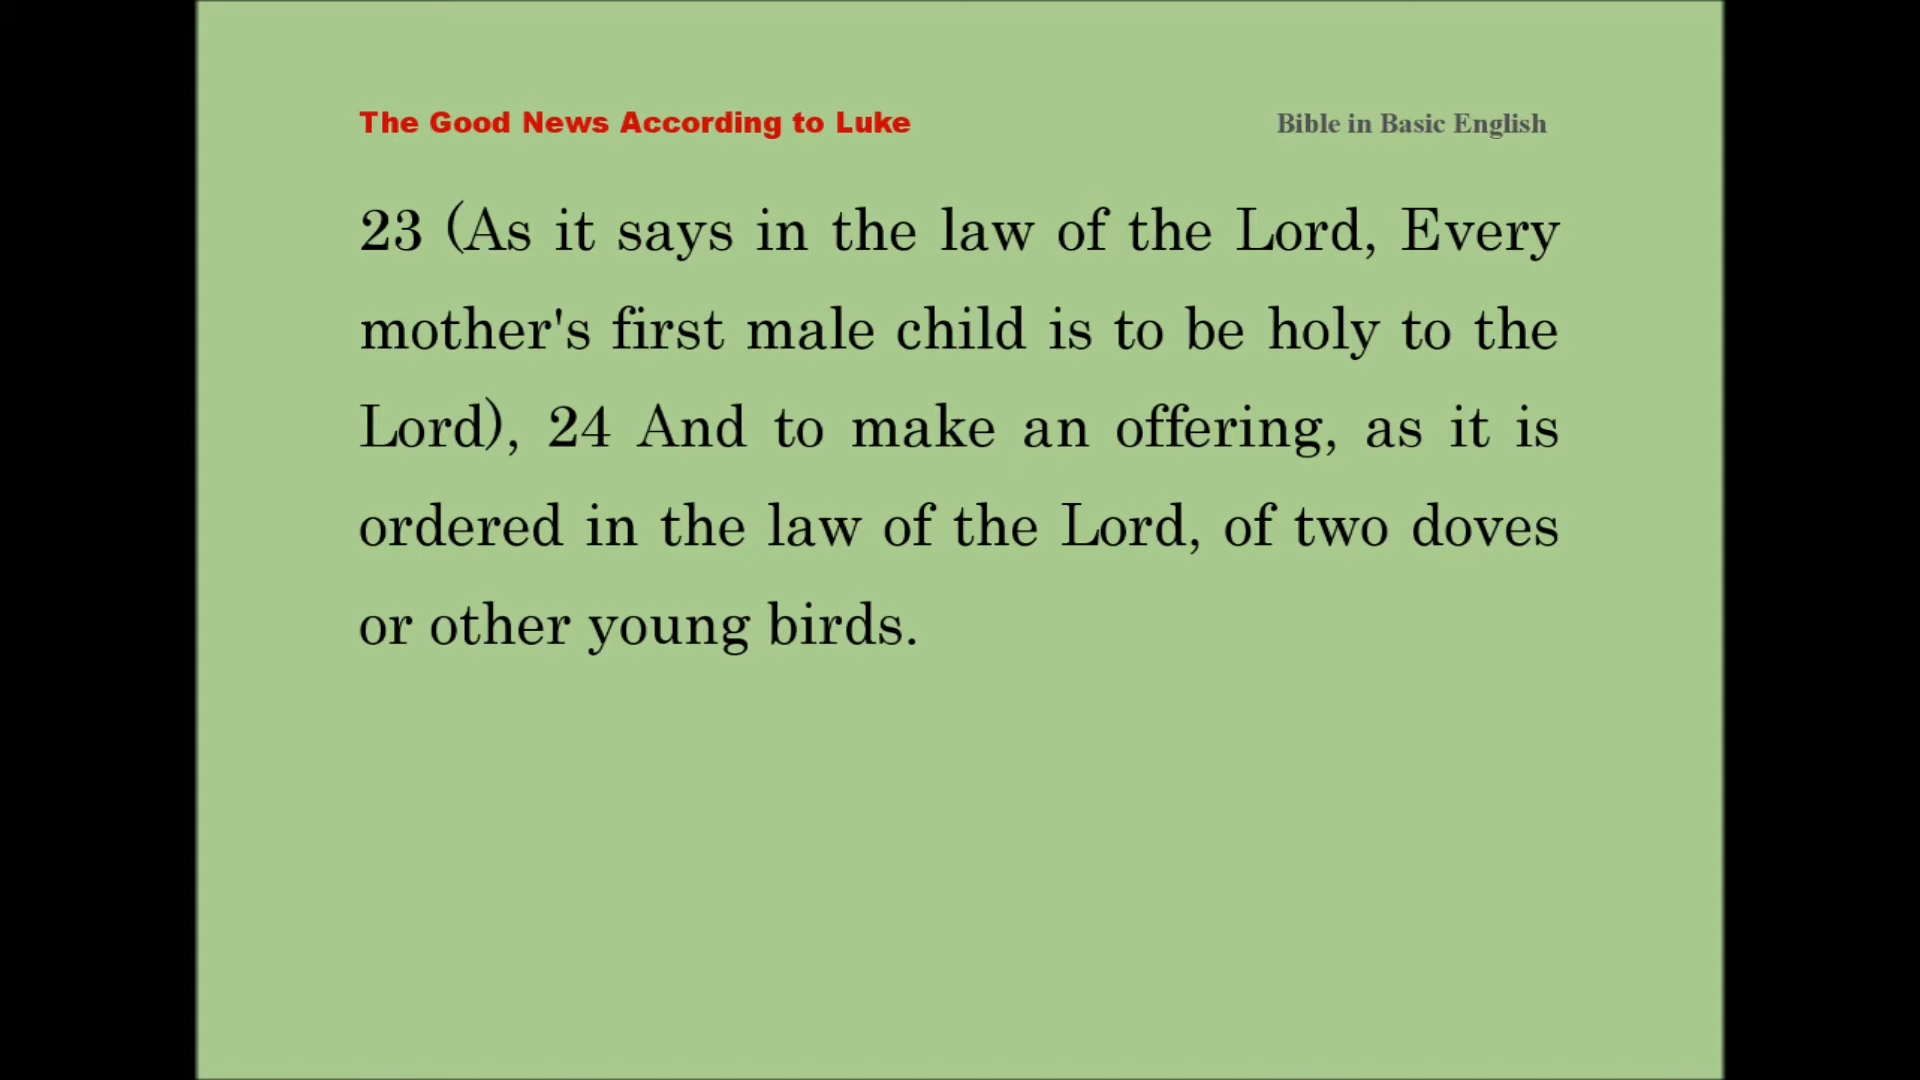 The Good News According to Luke
Bible in Basic English
23 (As it says in the law of the Lord, Every
mother's first male child is to be holy to the
Lord), 24 And to make an offering, as it is
ordered in the law of the Lord, of two doves
or other young birds.